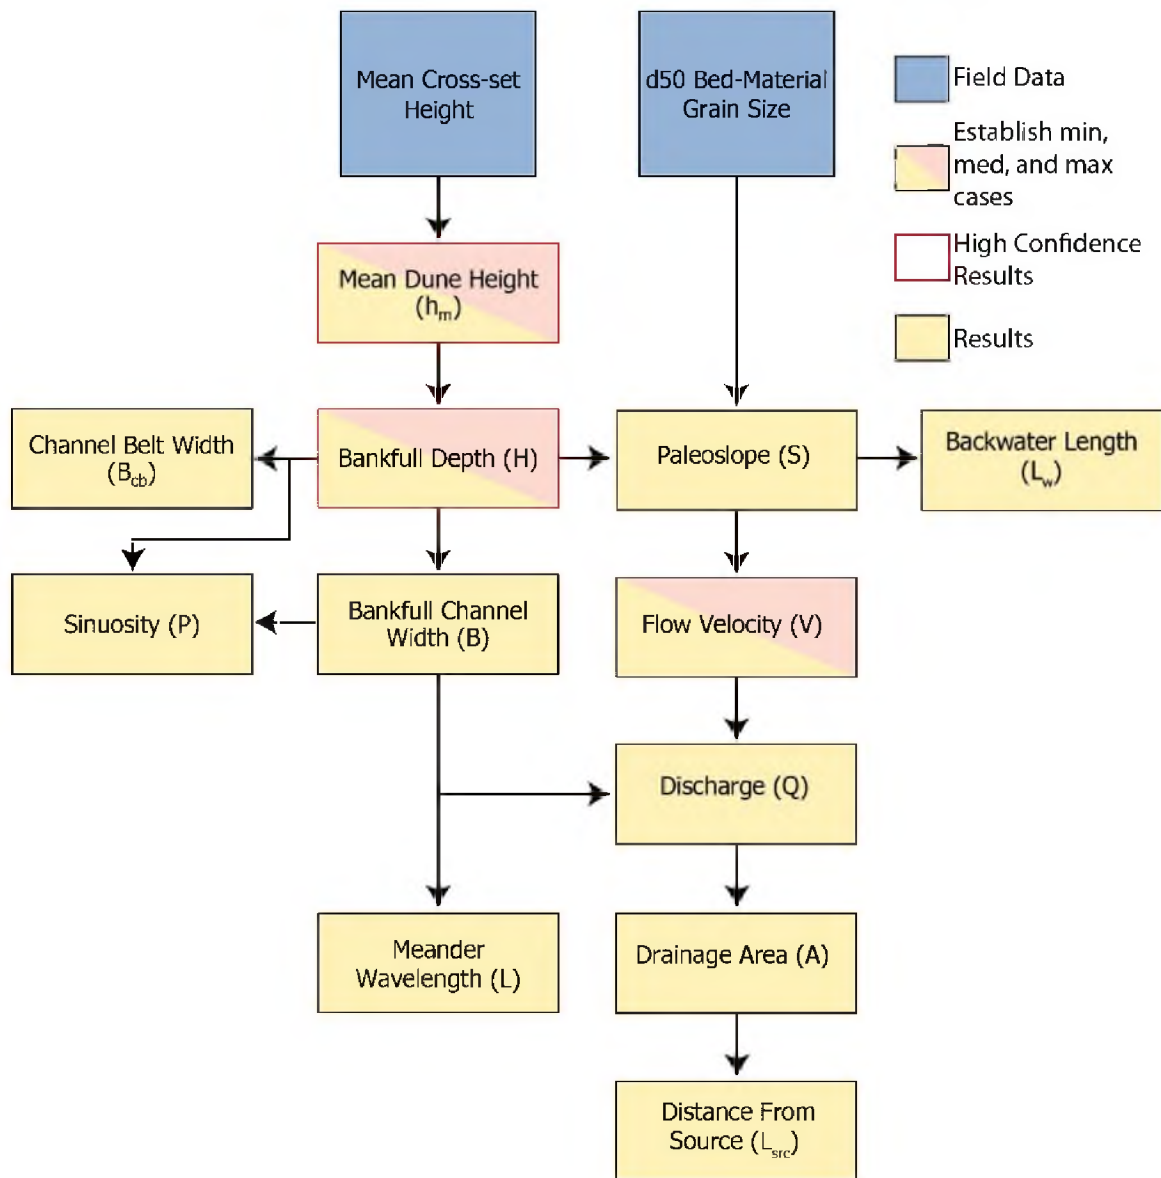 Mean Cross-set
Height
d50 Bed-Material
Grain Size
Field Data
Establish min,
med, and max
cases
High Confidence
Results
Results
Mean Dune Height
(hm)
Channel Belt Width
(Bcb)
Bankfull Depth (H)
Paleoslope (S)
Backwater Length
(Lw)
Sinuosity (P)
Bankfull Channel
Width (B)
Flow Velocity (V)
Discharge (Q)
Meander
Wavelength (L)
Drainage Area (A)
Distance From
Source (Lsrc)